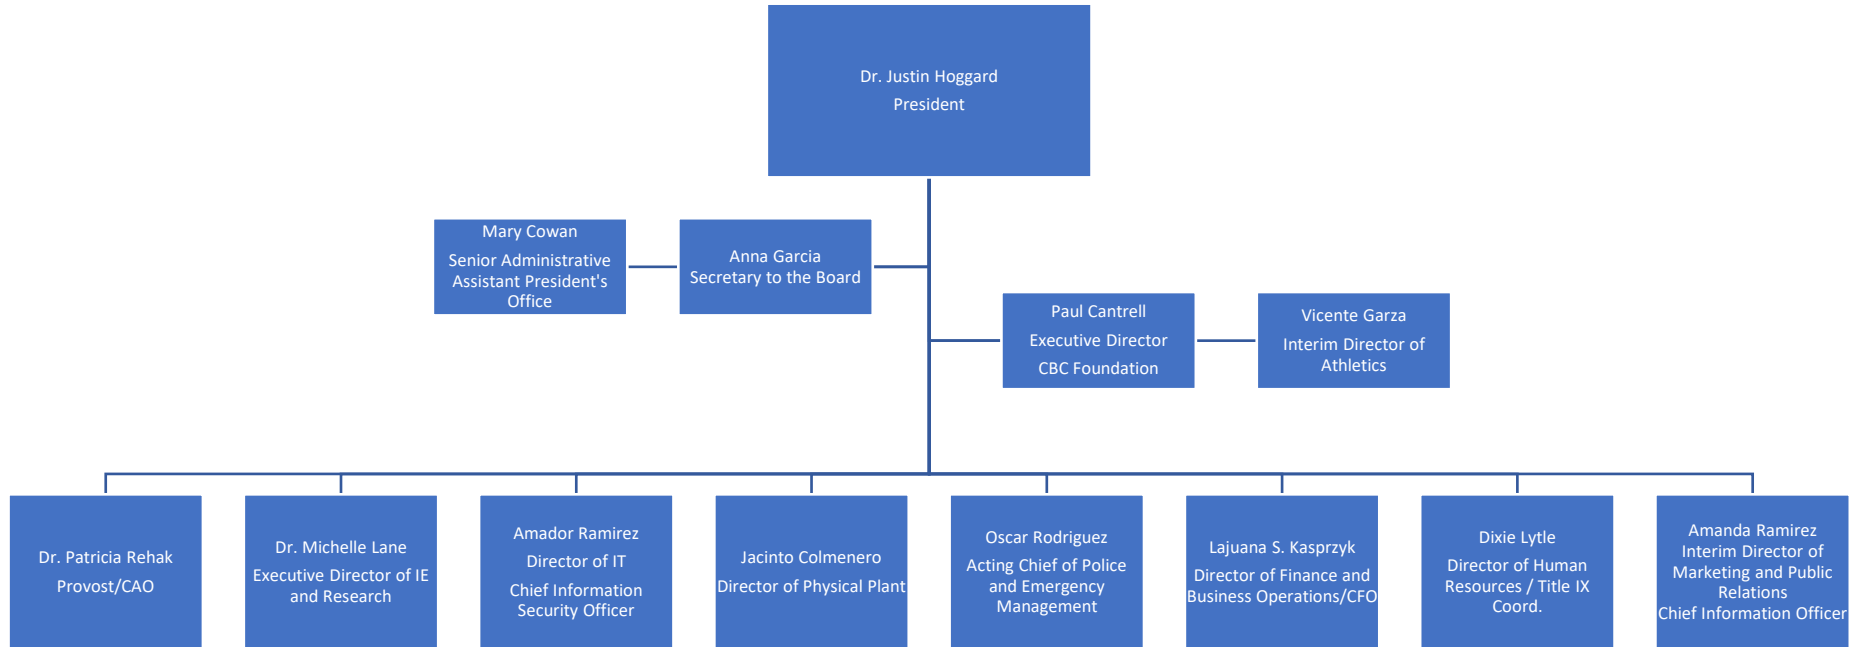 Dr. Justin Hoggard
President
Mary Cowan
Senior Administrative
Assistant President's
Office
Anna Garcia
Secretary to the Board
Paul Cantrell
Executive Director
CBC Foundation
Vicente Garza
Interim Director of
Athletics
Dr. Patricia Rehak
Provost/CAO
Dr. Michelle Lane
Executive Director of IE
and Research
Amador Ramirez
Director of IT
Chief Information
Security Officer
Jacinto Colmenero
Director of Physical Plant
Oscar Rodriguez
Acting Chief of Police
and Emergency
Management
Lajuana S. Kasprzyk
Director of Finance and
Business Operations/CFO
Dixie Lytle
Director of Human
Resources / Title IX
Coord.
Amanda Ramirez
Interim Director of
Marketing and Public
Relations
Chief Information Officer